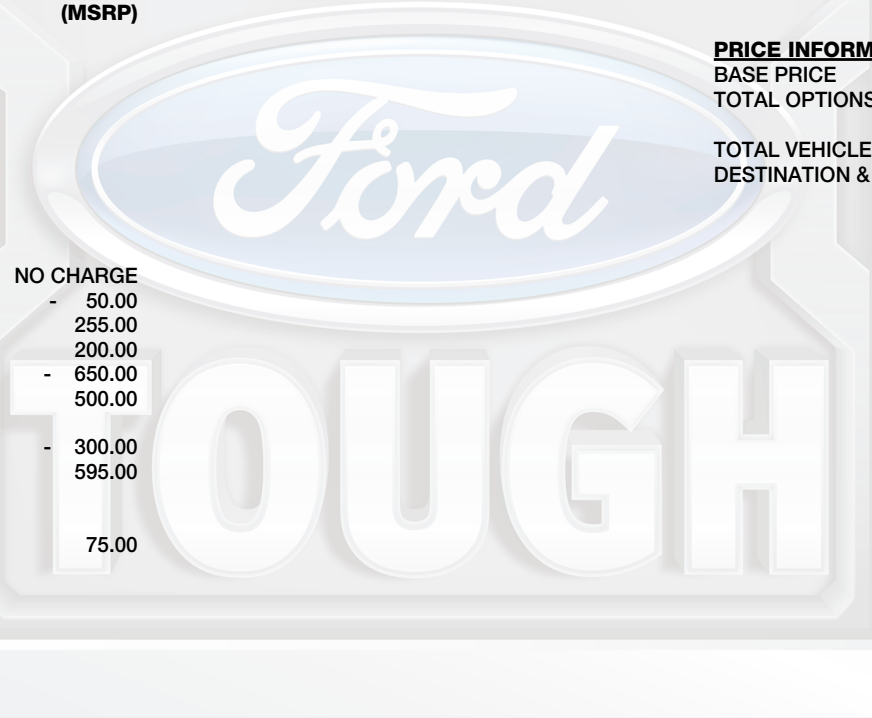 (MSRP)
PRICE INFORM
BASE PRICE
TOTAL OPTIONS
TOTAL VEHICLE
DESTINATION &
Ford
NO CHARGE
- 50.00
255.00
200.00
- 650.00
500.00
- 300.00
595.00
75.00
TOUGH